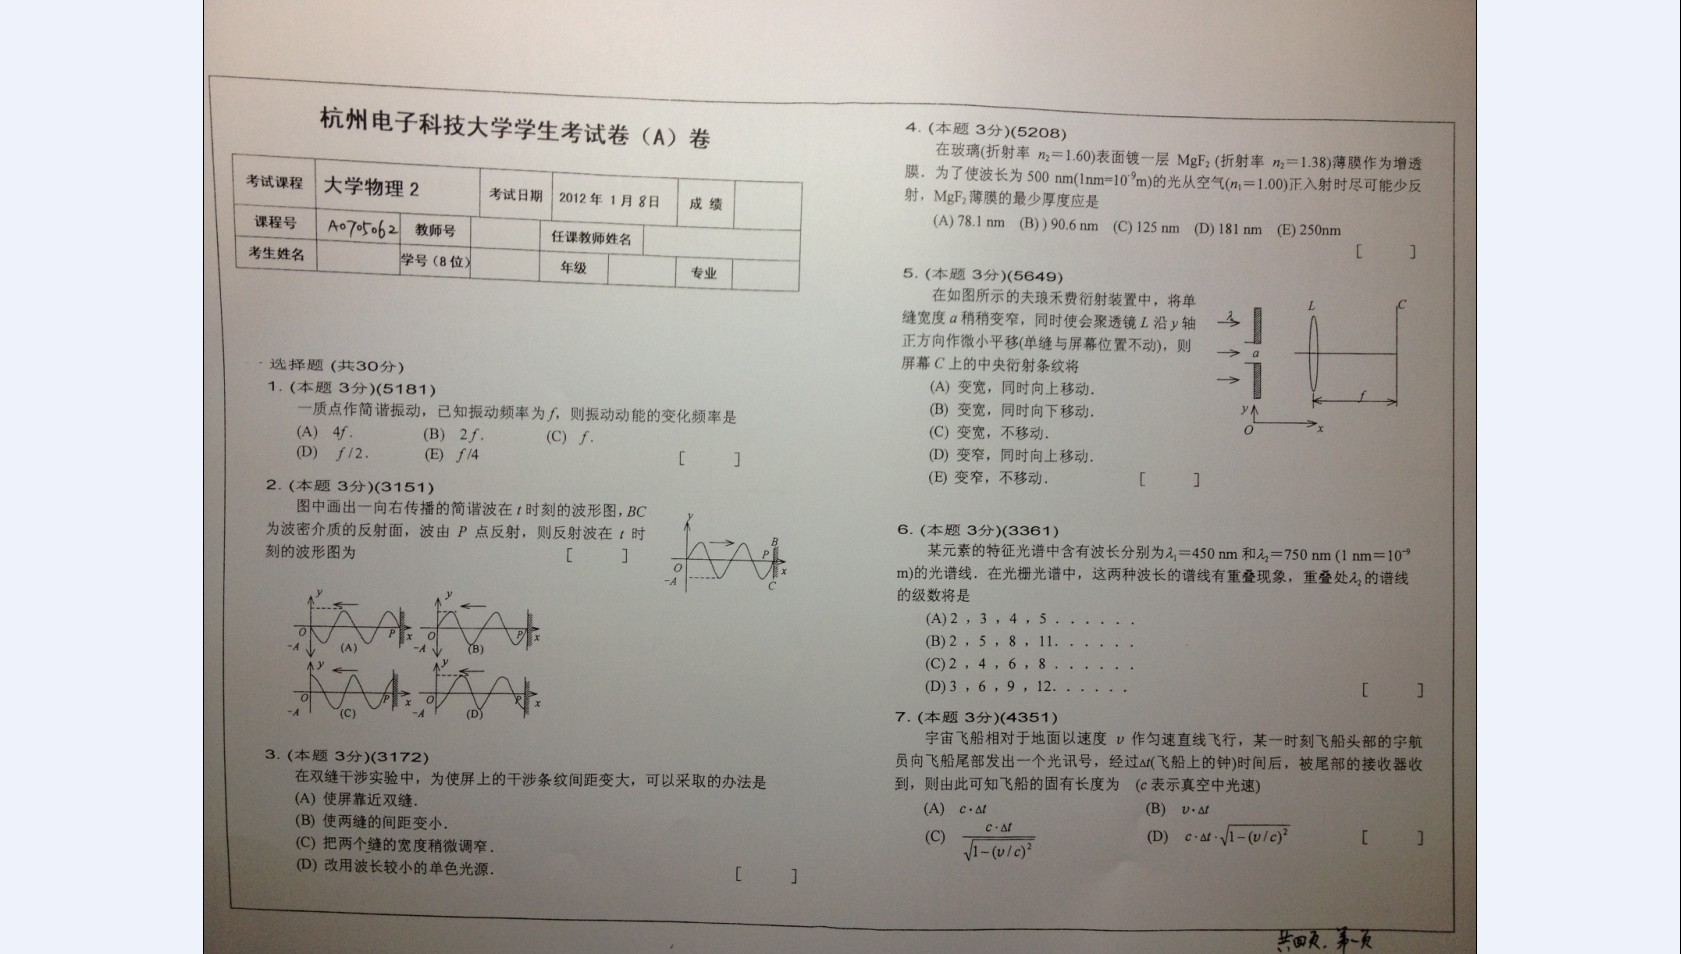 杭州电子科技大学学生考试卷（A）卷
考试课程 大学物理2 考试日期 2012年 1月8日 成绩
课程号 A0705062 教师号 任课教师姓名
考生姓名 学号（8位） 年级 专业
选择题 (共30分)
1. (本题 3分)(5181)
一质点作简谐振动，已知振动频率为f，则振动动能的变化频率是
(A) 4f. (B) 2f. (C) f.
(D) f/2. (E) f/4 [ ]
2. (本题 3分)(3151)
图中画出一向右传播的简谐波在 t 时刻的波形图，BC
为波密介质的反射面，波由 P 点反射，则反射波在 t 时
刻的波形图为 [ ]
y B P O x -A C
y O P x -A (A)
y O P x -A (B)
y O P x -A (C)
y O P x -A (D)
3. (本题 3分)(3172)
在双缝干涉实验中，为使屏上的干涉条纹间距变大，可以采取的办法是
(A) 使屏靠近双缝.
(B) 使两缝的间距变小.
(C) 把两个缝的宽度稍微调窄.
(D) 改用波长较小的单色光源. [ ]
4. (本题 3分)(5208)
在玻璃(折射率 n₂＝1.60)表面镀一层 MgF₂ (折射率 n₂＝1.38)薄膜作为增透
膜．为了使波长为 500 nm(1nm=10⁻⁹m)的光从空气(n₁＝1.00)正入射时尽可能少反
射，MgF₂薄膜的最少厚度应是
(A) 78.1 nm (B) ) 90.6 nm (C) 125 nm (D) 181 nm (E) 250nm
[ ]
5. (本题 3分)(5649)
在如图所示的夫琅禾费衍射装置中，将单
缝宽度 a 稍稍变窄，同时使会聚透镜 L 沿 y 轴
正方向作微小平移(单缝与屏幕位置不动)，则
屏幕 C 上的中央衍射条纹将
(A) 变宽，同时向上移动.
(B) 变宽，同时向下移动.
(C) 变宽，不移动.
(D) 变窄，同时向上移动.
(E) 变窄，不移动. [ ]
λ a L C f y O x
6. (本题 3分)(3361)
某元素的特征光谱中含有波长分别为λ₁＝450 nm 和λ₂＝750 nm (1 nm＝10⁻⁹
m)的光谱线．在光栅光谱中，这两种波长的谱线有重叠现象，重叠处λ₂的谱线
的级数将是
(A) 2 ，3 ，4 ，5 . . . . . .
(B) 2 ，5 ，8 ，11. . . . . .
(C) 2 ，4 ，6 ，8 . . . . . .
(D) 3 ，6 ，9 ，12. . . . . . [ ]
7. (本题 3分)(4351)
宇宙飞船相对于地面以速度 υ 作匀速直线飞行，某一时刻飞船头部的宇航
员向飞船尾部发出一个光讯号，经过Δt(飞船上的钟)时间后，被尾部的接收器收
到，则由此可知飞船的固有长度为 (c 表示真空中光速)
(A) c·Δt (B) υ·Δt
(C) c·Δt / √1−(υ/c)² (D) c·Δt·√1−(υ/c)² [ ]
共四页.第一页